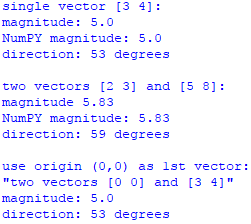 single vector [3 4]:
magnitude: 5.0
NumPY magnitude: 5.0
direction: 53 degrees
two vectors [2 3] and [5 8]:
magnitude 5.83
NumPY magnitude: 5.83
direction: 59 degrees
use origin (0,0) as 1st vector:
"two vectors [0 0] and [3 4]"
magnitude: 5.0
direction: 53 degrees